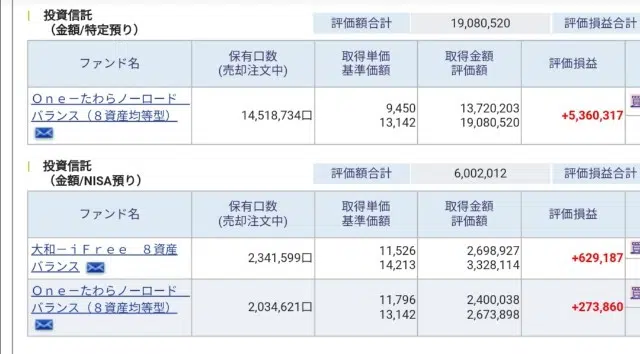 投資信託 評価額合計 19,080,520 評価損益合計
(金額/特定預り)
ファンド名 保有口数 取得単価 取得金額 評価損益
(売却注文中) 基準価額 評価額
Ｏｎｅ－たわらノーロード 14,518,734口 9,450 13,720,203 +5,360,317
バランス（８資産均等型） 13,142 19,080,520
投資信託 評価額合計 6,002,012 評価損益合計
(金額/NISA預り)
ファンド名 保有口数 取得単価 取得金額 評価損益
(売却注文中) 基準価額 評価額
大和－ｉＦｒｅｅ　８資産 2,341,599口 11,526 2,698,927 +629,187
バランス 14,213 3,328,114
Ｏｎｅ－たわらノーロード 2,034,621口 11,796 2,400,038 +273,860
バランス（８資産均等型） 13,142 2,673,898